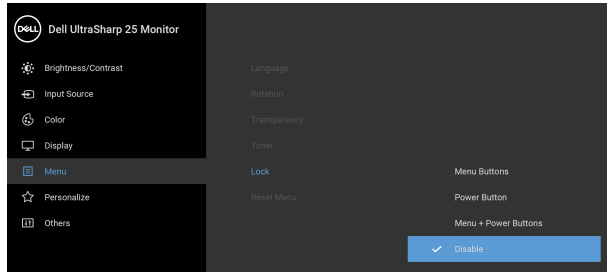 DELL Dell UltraSharp 25 Monitor
Brightness/Contrast
Input Source
Color
Display
Menu
Personalize
Others
Language
Rotation
Transparency
Timer
Lock
Reset Menu
Menu Buttons
Power Button
Menu + Power Buttons
Disable